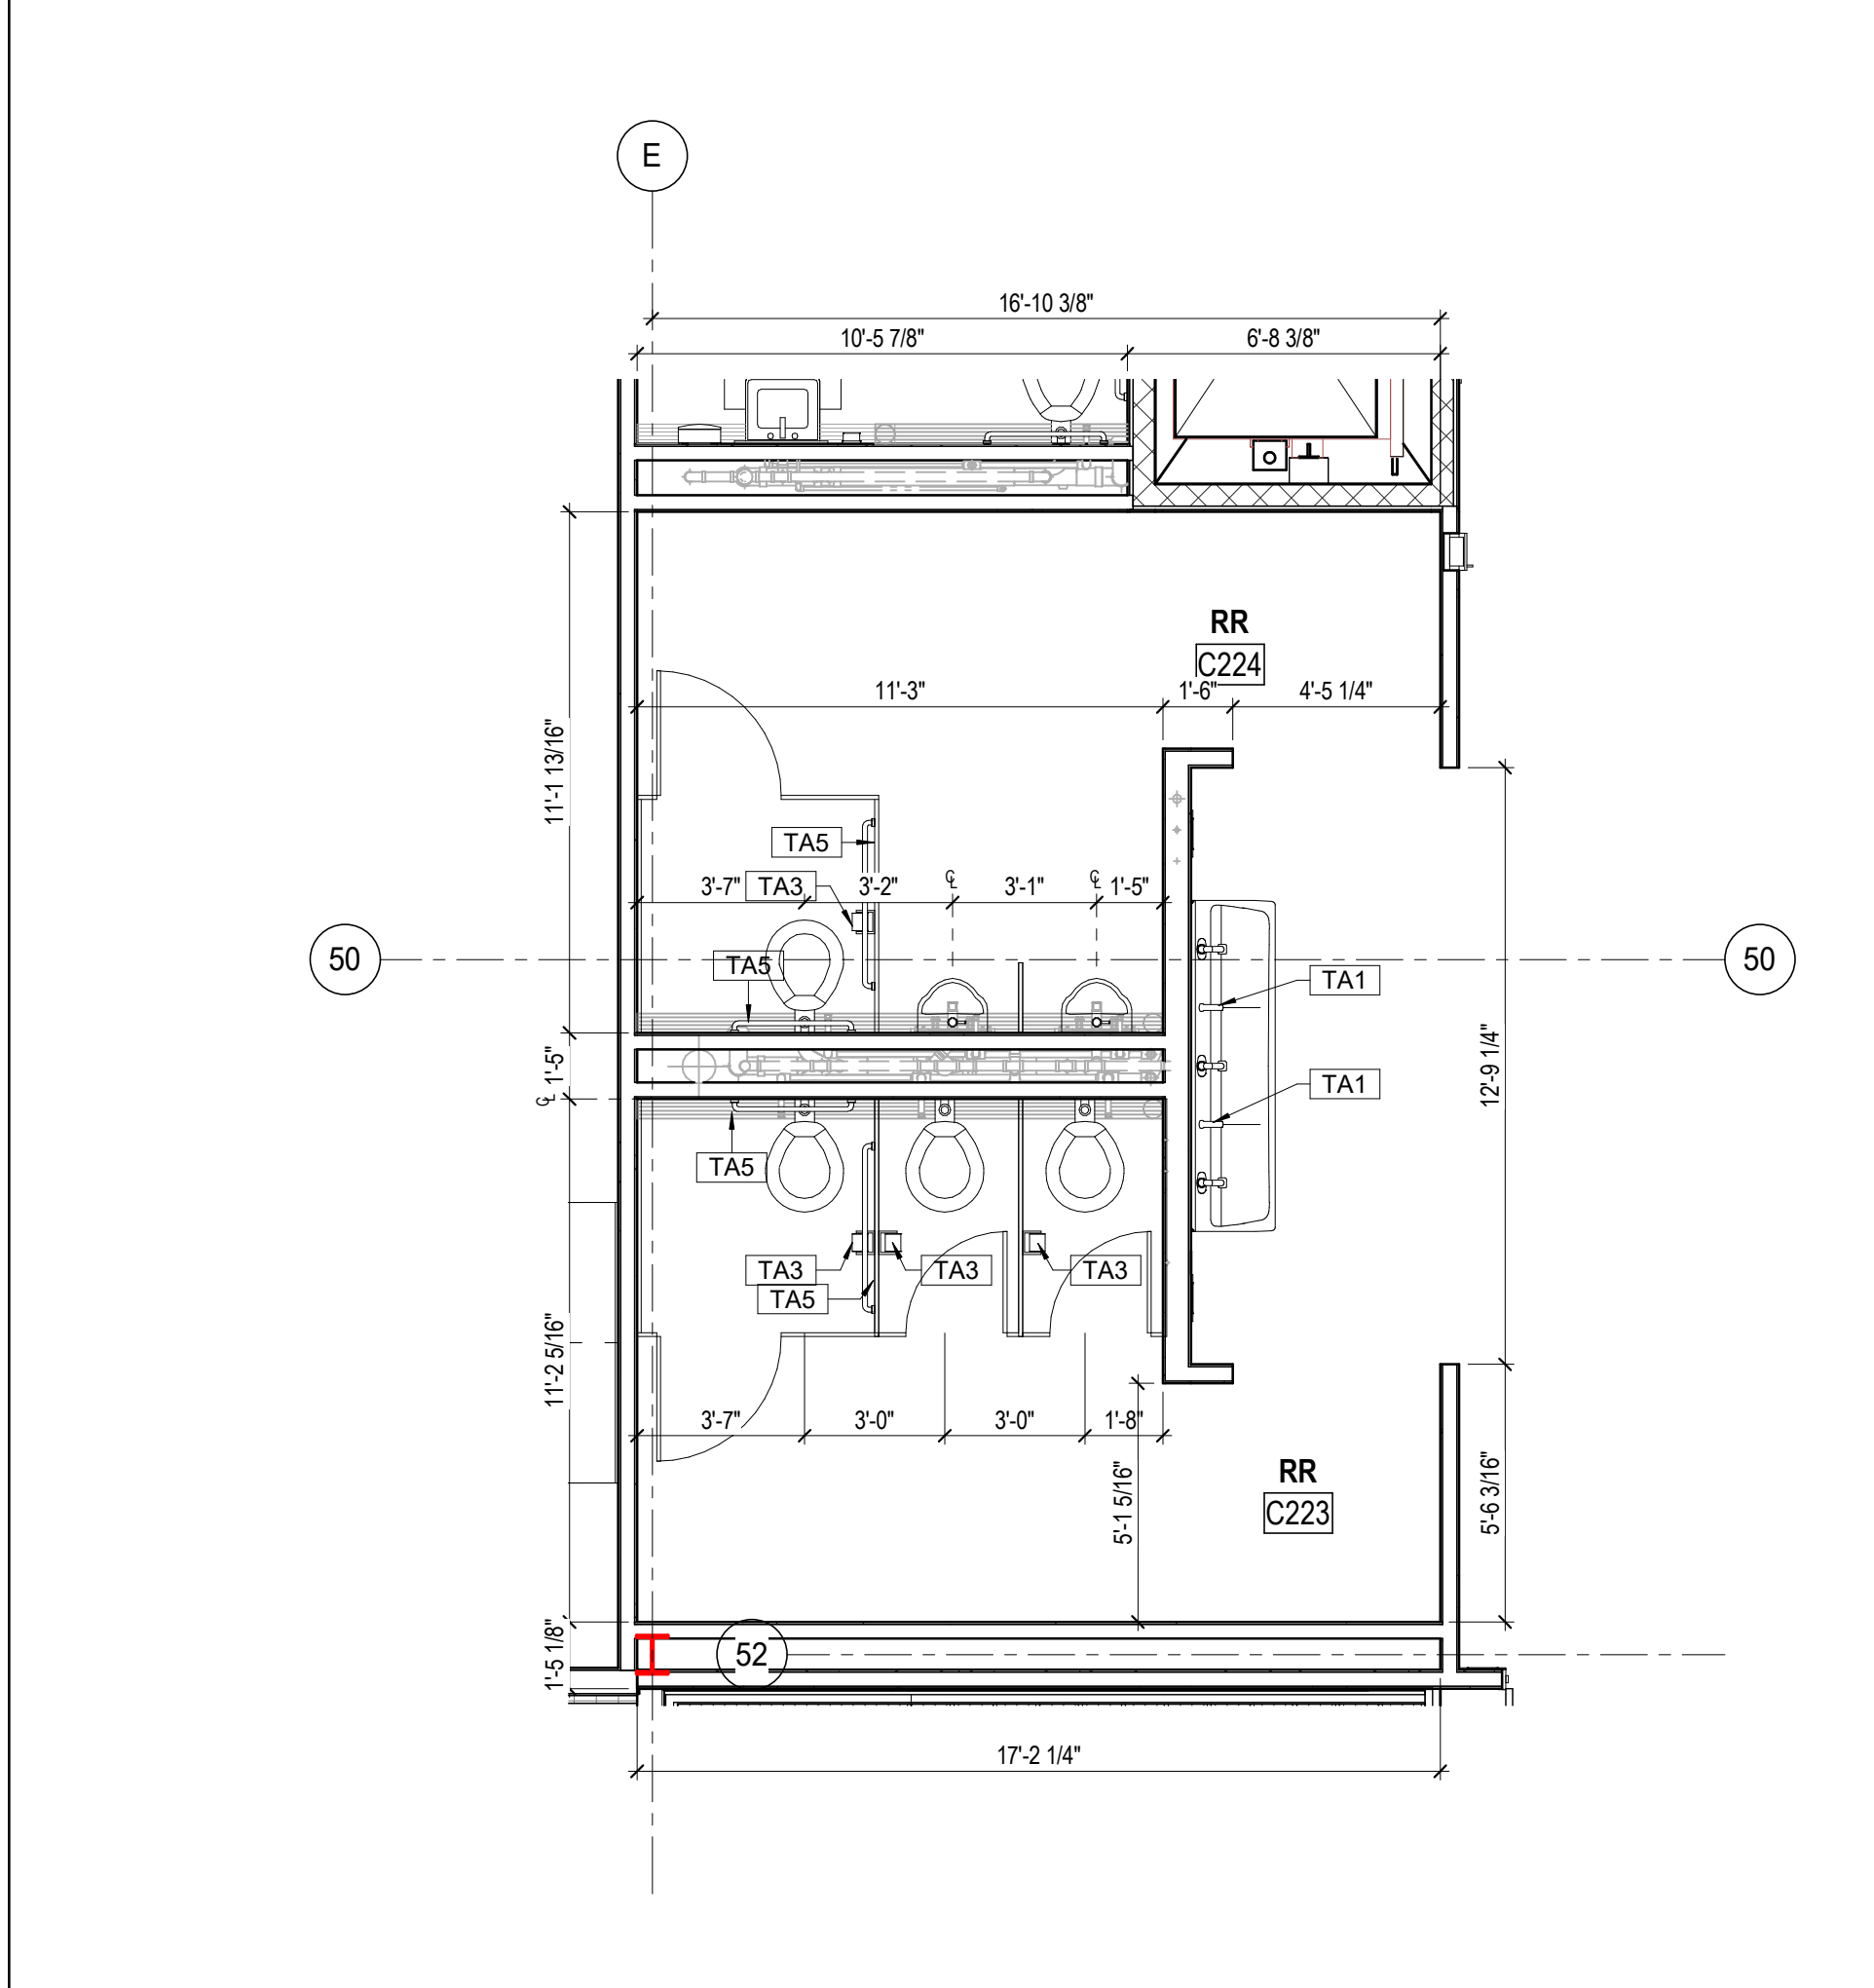 E
16'-10 3/8"
10'-5 7/8"
6'-8 3/8"
RR
C224
11'-3"
1'-6"
4'-5 1/4"
11'-1 13/16"
TA5
3'-7"
TA3
3'-2"
℄
3'-1"
℄
1'-5"
50
TA5
TA1
50
1'-5"
℄
TA1
12'-9 1/4"
TA5
TA3
TA3
TA3
TA5
11'-2 5/16"
3'-7"
3'-0"
3'-0"
1'-8"
5'-1 5/16"
RR
C223
5'-6 3/16"
1'-5 1/8"
52
17'-2 1/4"